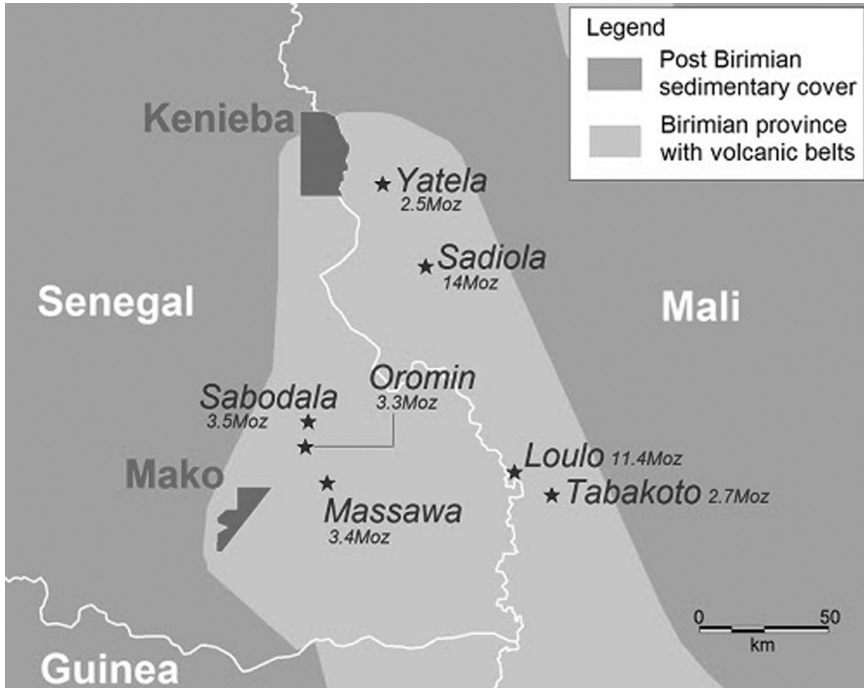 Legend
Post Birimian
sedimentary cover
Birimian province
with volcanic belts
Kenieba
Yatela
2.5Moz
Sadiola
14Moz
Senegal
Mali
Oromin
3.3Moz
Sabodala
3.5Moz
Loulo 11.4Moz
Mako
Tabakoto 2.7Moz
Massawa
3.4Moz
0 50
km
Guinea